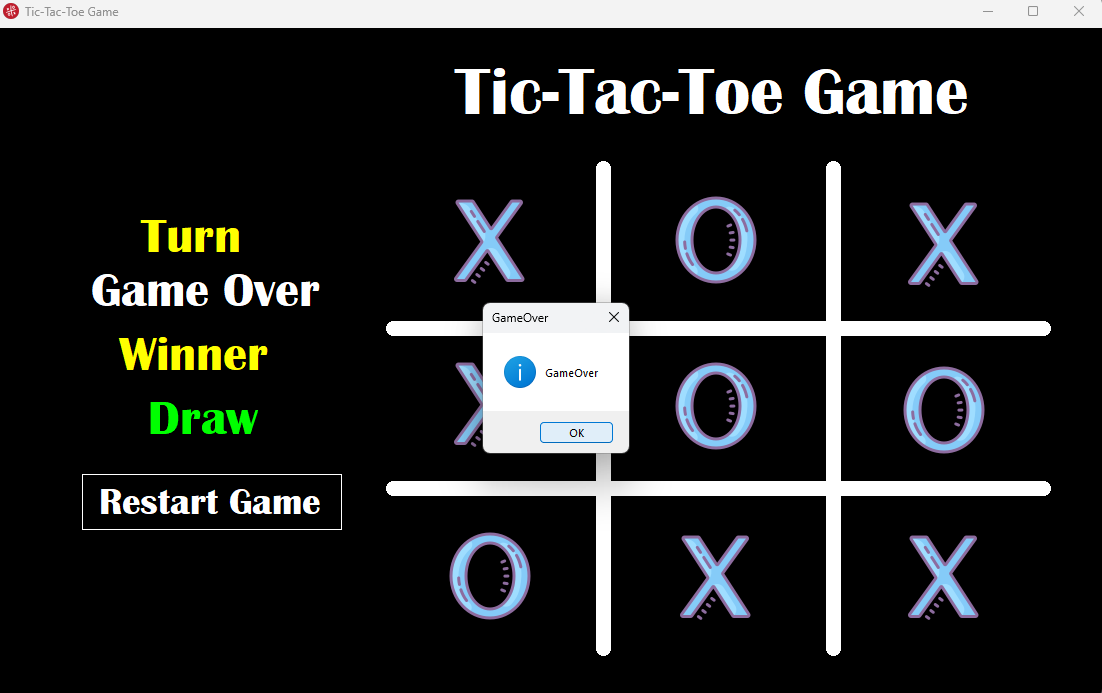 Tic-Tac-Toe Game
Tic-Tac-Toe Game
Turn
Game Over
Winner
Draw
Restart Game
X O X
X O O
O X X
GameOver
GameOver
OK